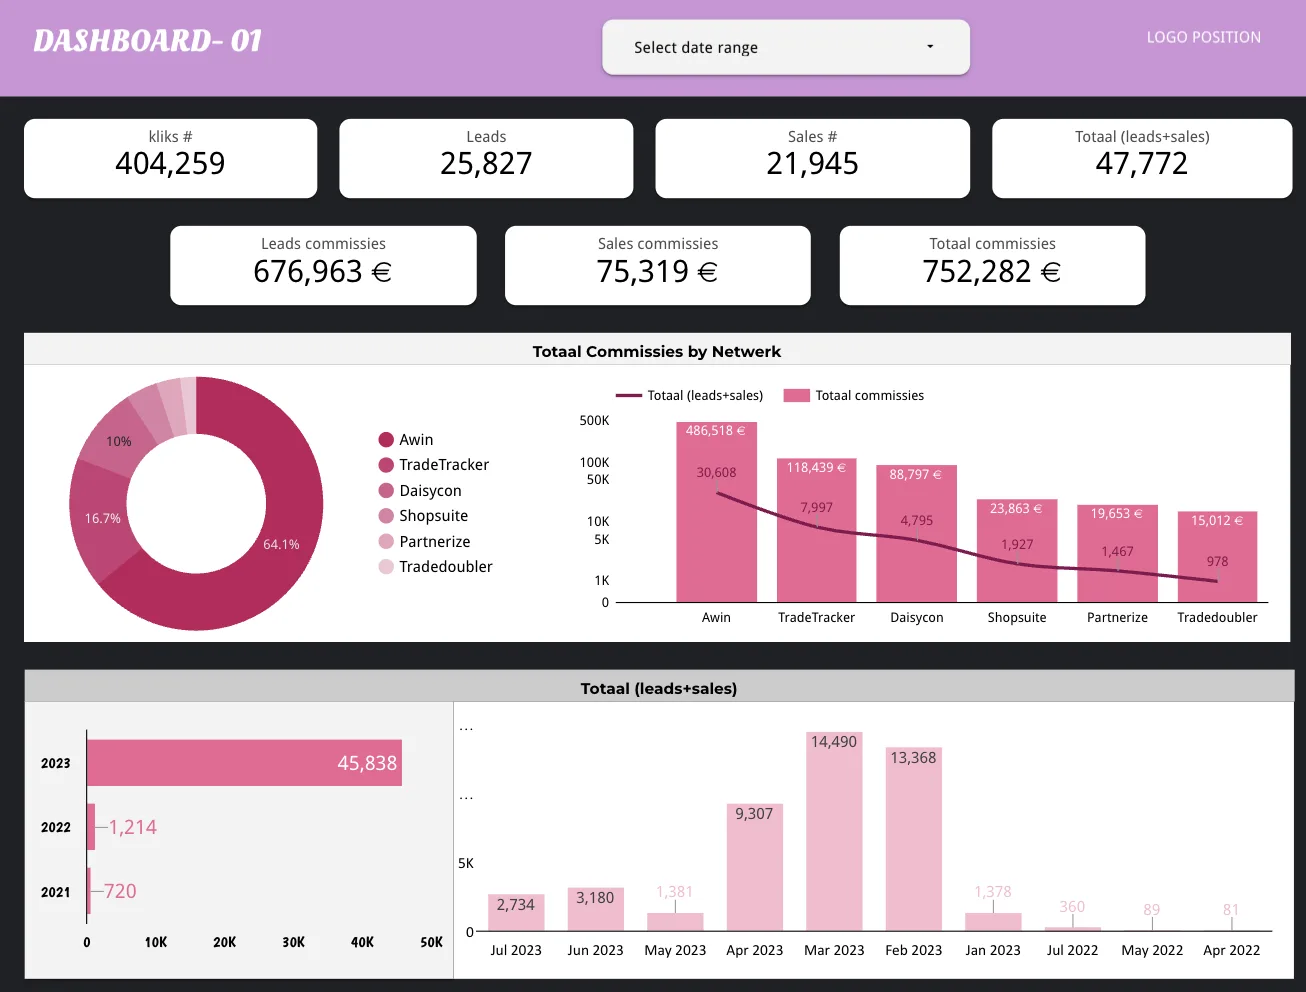 DASHBOARD- 01
Select date range
LOGO POSITION
kliks #
404,259
Leads
25,827
Sales #
21,945
Totaal (leads+sales)
47,772
Leads commissies
676,963 €
Sales commissies
75,319 €
Totaal commissies
752,282 €
Totaal Commissies by Netwerk
10%
16.7%
64.1%
Awin
TradeTracker
Daisycon
Shopsuite
Partnerize
Tradedoubler
Totaal (leads+sales) Totaal commissies
500K
100K
50K
10K
5K
1K
0
486,518 €
118,439 €
88,797 €
23,863 €
19,653 €
15,012 €
30,608
7,997
4,795
1,927
1,467
978
Awin TradeTracker Daisycon Shopsuite Partnerize Tradedoubler
Totaal (leads+sales)
2023 45,838
2022 1,214
2021 720
0 10K 20K 30K 40K 50K
...
...
5K
0
2,734
3,180
1,381
9,307
14,490
13,368
1,378
360
89
81
Jul 2023 Jun 2023 May 2023 Apr 2023 Mar 2023 Feb 2023 Jan 2023 Jul 2022 May 2022 Apr 2022